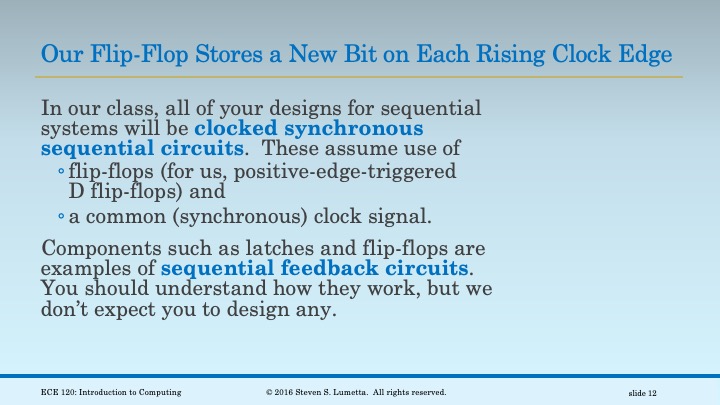 Our Flip-Flop Stores a New Bit on Each Rising Clock Edge
In our class, all of your designs for sequential
systems will be clocked synchronous
sequential circuits.  These assume use of
◦ flip-flops (for us, positive-edge-triggered
D flip-flops) and
◦ a common (synchronous) clock signal.
Components such as latches and flip-flops are
examples of sequential feedback circuits.
You should understand how they work, but we
don’t expect you to design any.
ECE 120: Introduction to Computing
© 2016 Steven S. Lumetta.  All rights reserved.
slide 12